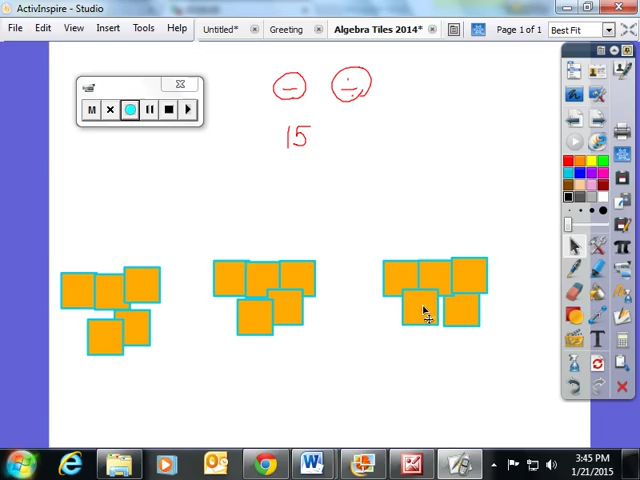 ActivInspire - Studio
File Edit View Insert Tools Untitled* Greeting Algebra Tiles 2014* Page 1 of 1 Best Fit
M
− ÷
15
T
3:45 PM
1/21/2015